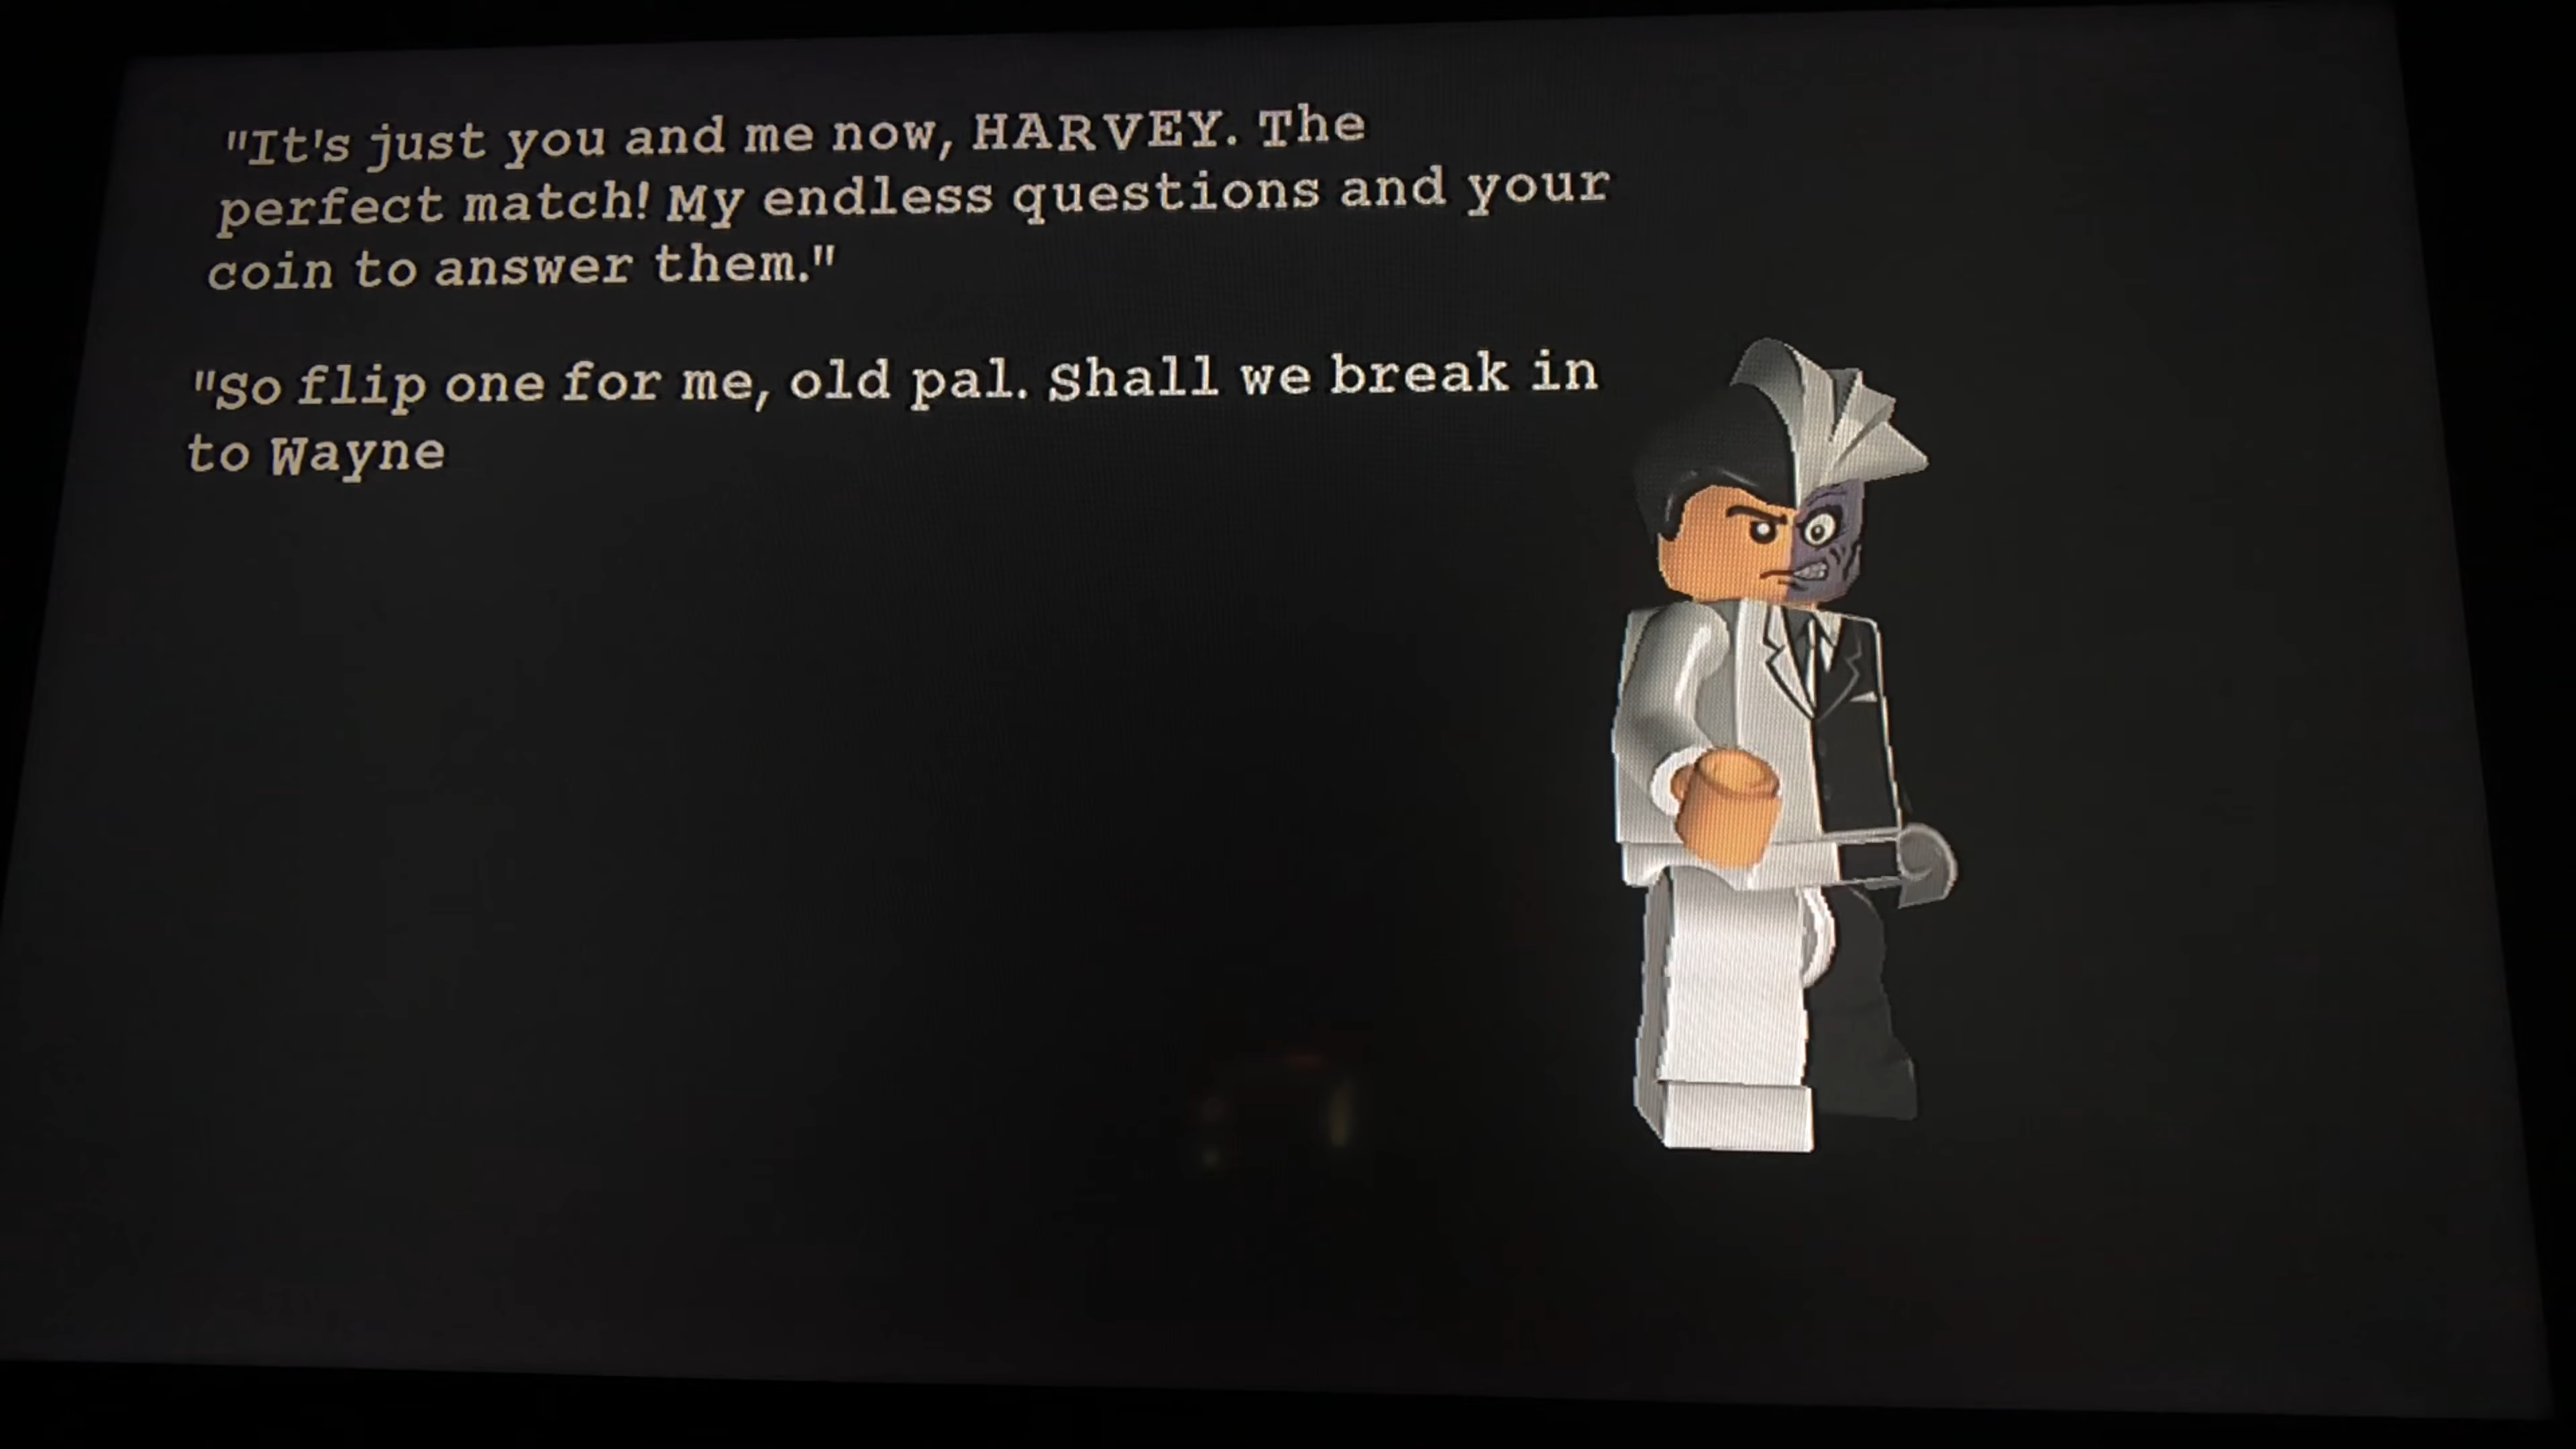 "It's just you and me now, HARVEY. The
perfect match! My endless questions and your
coin to answer them."
"So flip one for me, old pal. Shall we break in
to Wayne